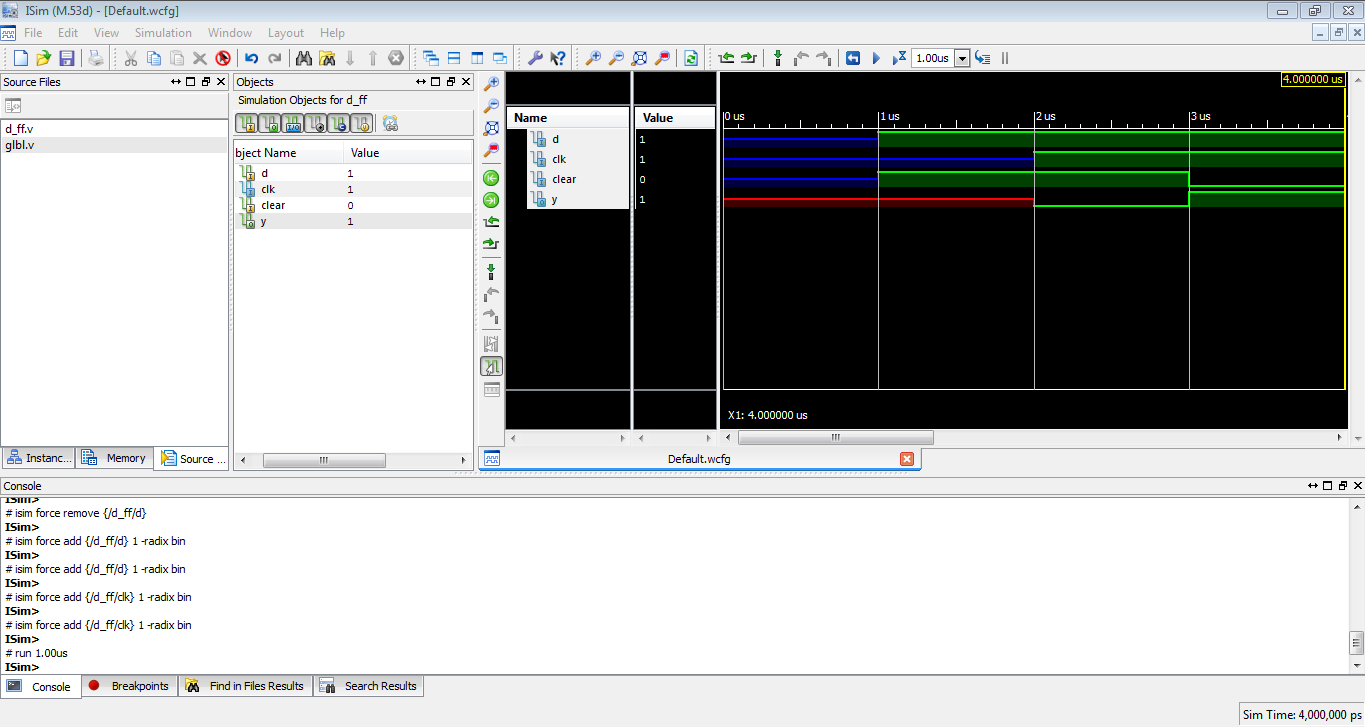 ISim (M.53d) - [Default.wcfg]
File Edit View Simulation Window Layout Help
1.00us
Source Files
d_ff.v
glbl.v
Instanc... Memory Source ...
Objects
Simulation Objects for d_ff
bject Name Value
d 1
clk 1
clear 0
y 1
Name Value
d 1
clk 1
clear 0
y 1
4.000000 us
0 us 1 us 2 us 3 us
X1: 4.000000 us
Default.wcfg
Console
ISim>
# isim force remove {/d_ff/d}
ISim>
# isim force add {/d_ff/d} 1 -radix bin
ISim>
# isim force add {/d_ff/d} 1 -radix bin
ISim>
# isim force add {/d_ff/clk} 1 -radix bin
ISim>
# isim force add {/d_ff/clk} 1 -radix bin
ISim>
# run 1.00us
ISim>
Console Breakpoints Find in Files Results Search Results
Sim Time: 4,000,000 ps